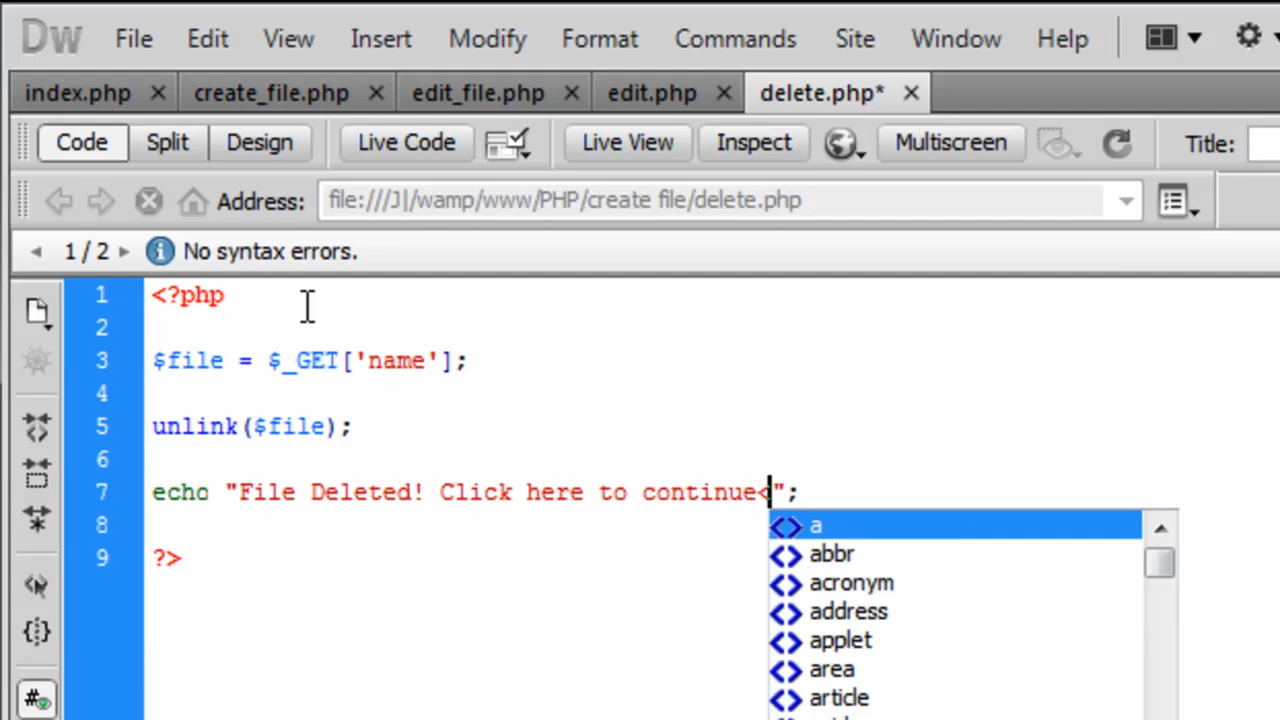 Dw File Edit View Insert Modify Format Commands Site Window Help
index.php create_file.php edit_file.php edit.php delete.php*
Code Split Design Live Code Live View Inspect Multiscreen Title:
Address: file:///J|/wamp/www/PHP/create file/delete.php
1 / 2 No syntax errors.
1 <?php
2
3 $file = $_GET['name'];
4
5 unlink($file);
6
7 echo "File Deleted! Click here to continue<";
8
9 ?>
<> a
<> abbr
<> acronym
<> address
<> applet
<> area
<> article